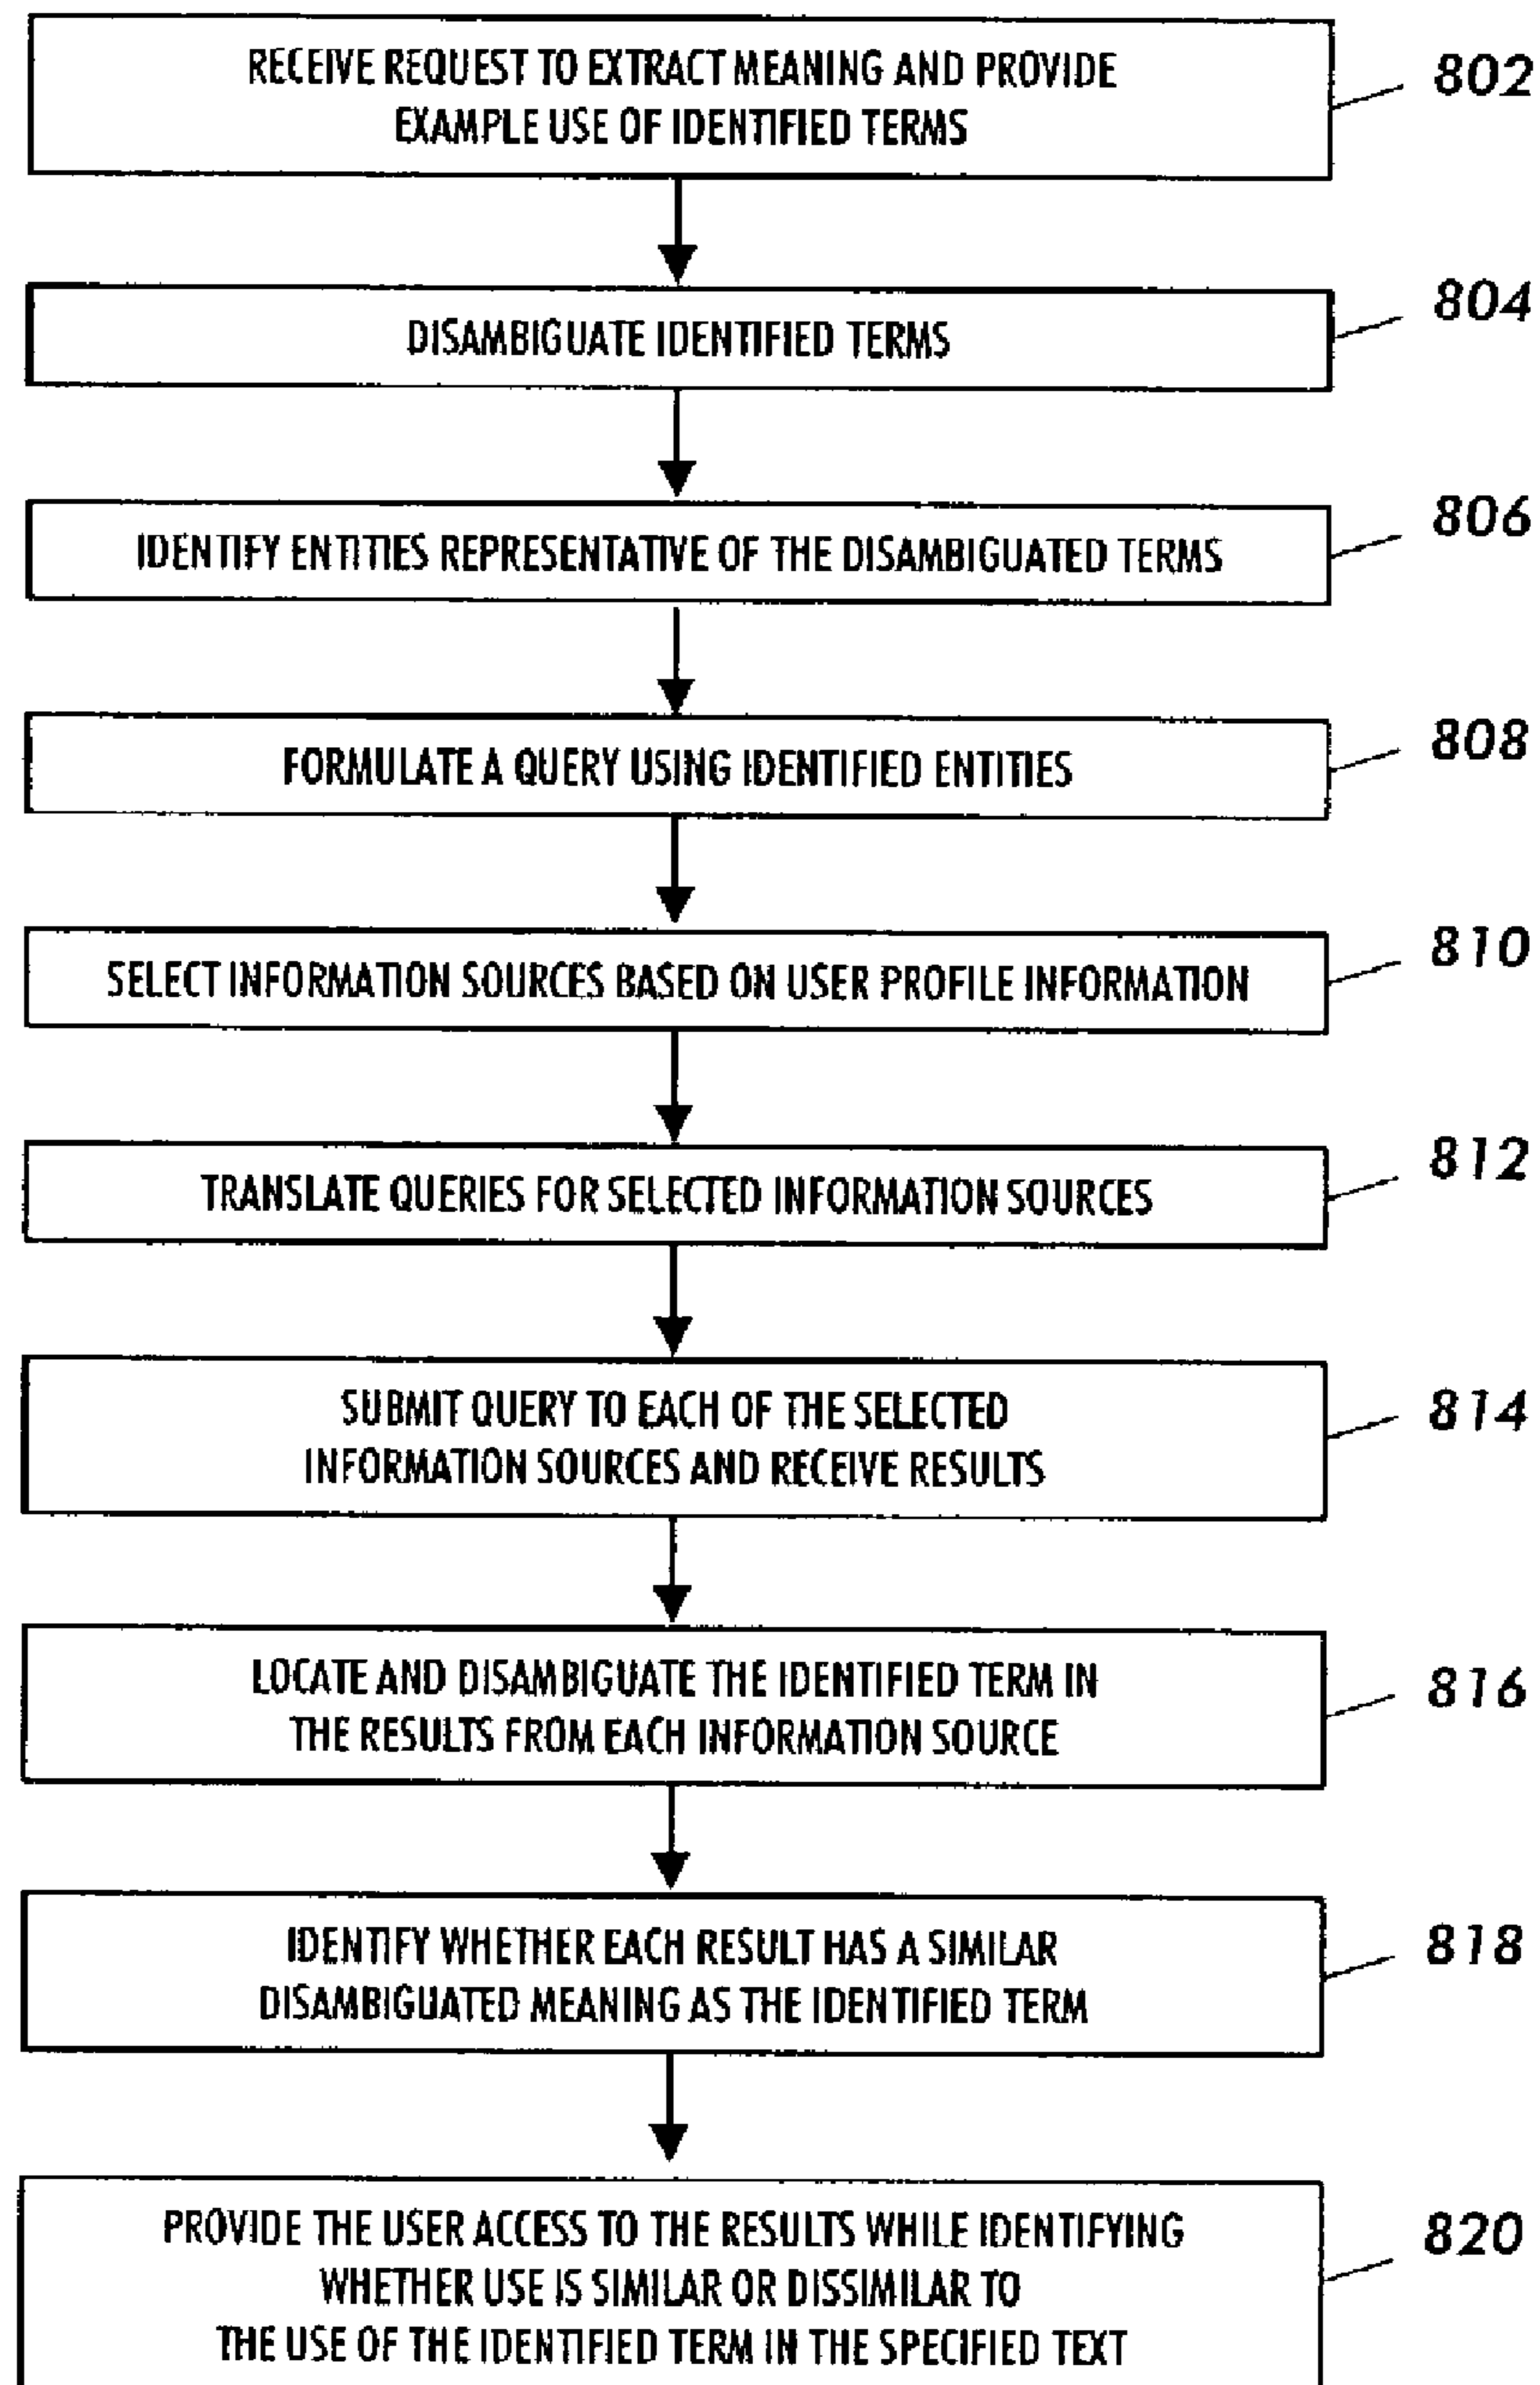 RECEIVE REQUEST TO EXTRACT MEANING AND PROVIDE
EXAMPLE USE OF IDENTIFIED TERMS
802
DISAMBIGUATE IDENTIFIED TERMS
804
IDENTIFY ENTITIES REPRESENTATIVE OF THE DISAMBIGUATED TERMS
806
FORMULATE A QUERY USING IDENTIFIED ENTITIES
808
SELECT INFORMATION SOURCES BASED ON USER PROFILE INFORMATION
810
TRANSLATE QUERIES FOR SELECTED INFORMATION SOURCES
812
SUBMIT QUERY TO EACH OF THE SELECTED
INFORMATION SOURCES AND RECEIVE RESULTS
814
LOCATE AND DISAMBIGUATE THE IDENTIFIED TERM IN
THE RESULTS FROM EACH INFORMATION SOURCE
816
IDENTIFY WHETHER EACH RESULT HAS A SIMILAR
DISAMBIGUATED MEANING AS THE IDENTIFIED TERM
818
PROVIDE THE USER ACCESS TO THE RESULTS WHILE IDENTIFYING
WHETHER USE IS SIMILAR OR DISSIMILAR TO
THE USE OF THE IDENTIFIED TERM IN THE SPECIFIED TEXT
820